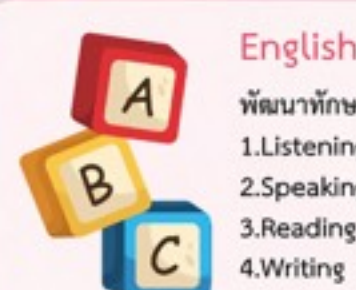 A
B
C
English
พัฒนาทักษ
1.Listenin
2.Speakin
3.Reading
4.Writing